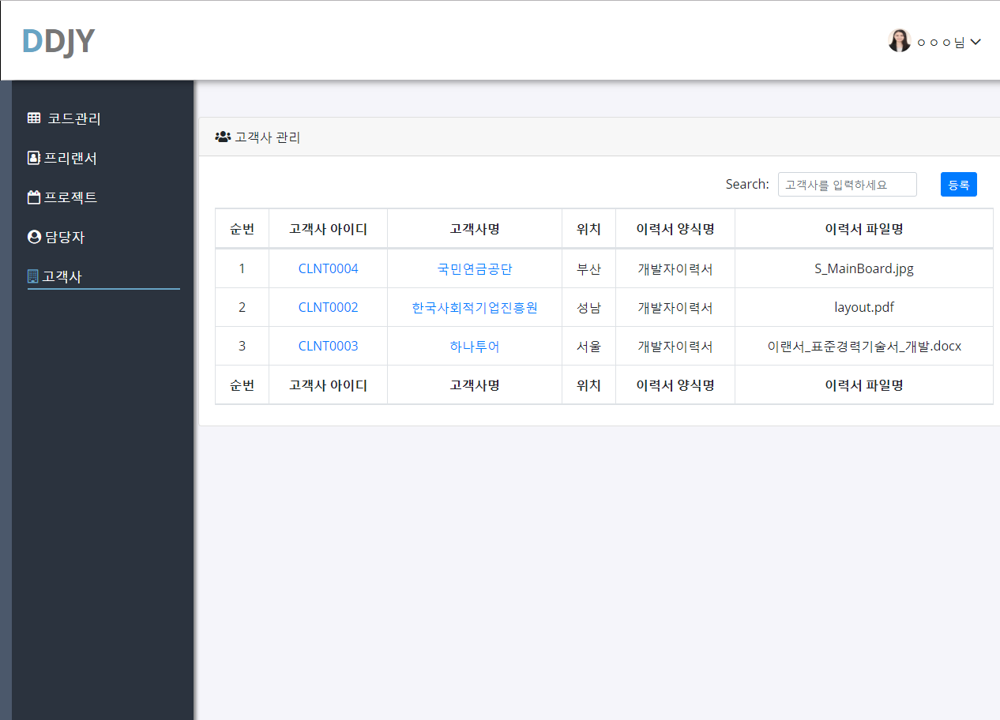 DDJY
ㅇㅇㅇ님
코드관리
프리랜서
프로젝트
담당자
고객사
고객사 관리
Search: 고객사를 입력하세요 등록
순번 고객사 아이디 고객사명 위치 이력서 양식명 이력서 파일명
1 CLNT0004 국민연금공단 부산 개발자이력서 S_MainBoard.jpg
2 CLNT0002 한국사회적기업진흥원 성남 개발자이력서 layout.pdf
3 CLNT0003 하나투어 서울 개발자이력서 이랜서_표준경력기술서_개발.docx
순번 고객사 아이디 고객사명 위치 이력서 양식명 이력서 파일명